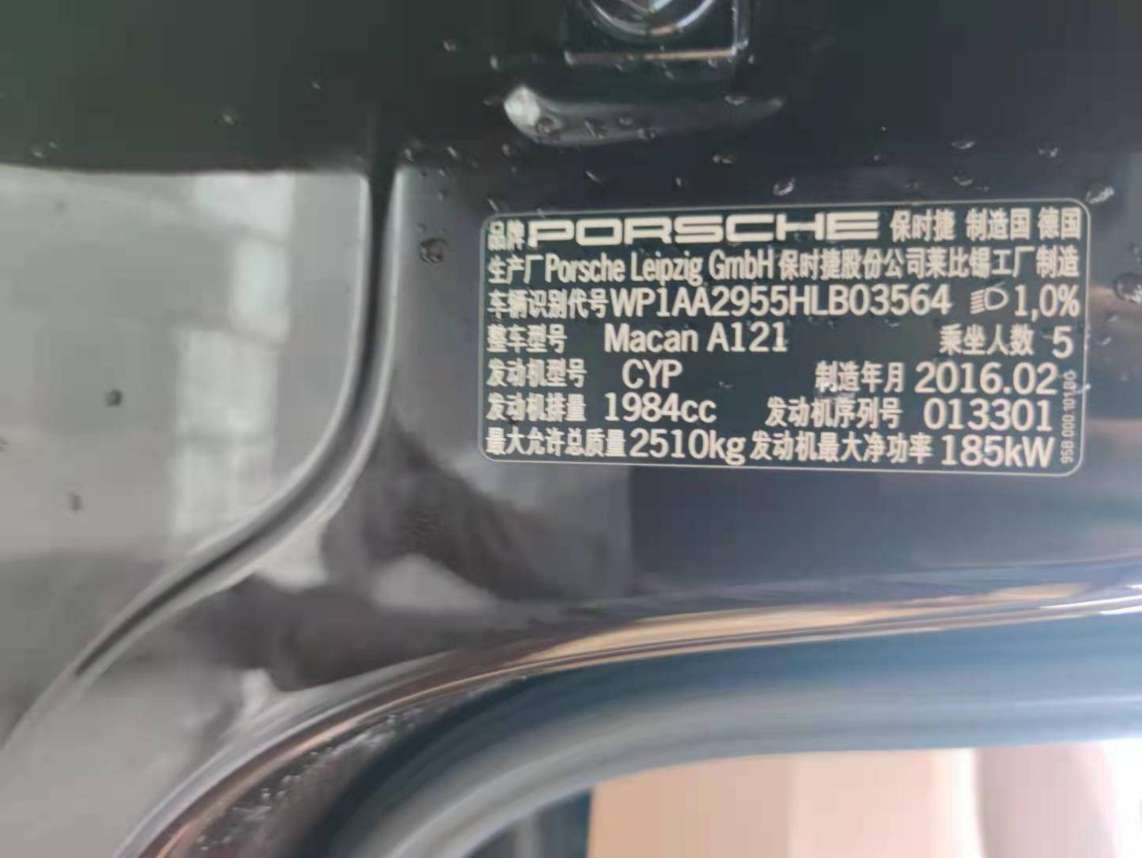 品牌 PORSCHE 保时捷 制造国 德国
生产厂 Porsche Leipzig GmbH 保时捷股份公司莱比锡工厂制造
车辆识别代号 WP1AA2955HLB03564 1,0%
整车型号 Macan A121 乘坐人数 5
发动机型号 CYP 制造年月 2016.02
发动机排量 1984cc 发动机序列号 013301
最大允许总质量 2510kg 发动机最大净功率 185kW